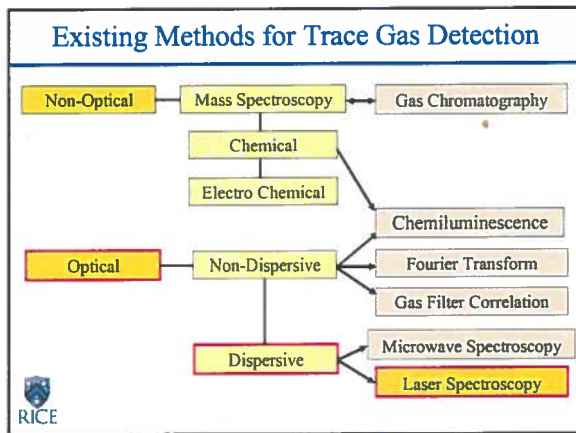 Existing Methods for Trace Gas Detection
Non-Optical
Mass Spectroscopy
Gas Chromatography
Chemical
Electro Chemical
Chemiluminescence
Optical
Non-Dispersive
Fourier Transform
Gas Filter Correlation
Microwave Spectroscopy
Dispersive
Laser Spectroscopy
RICE